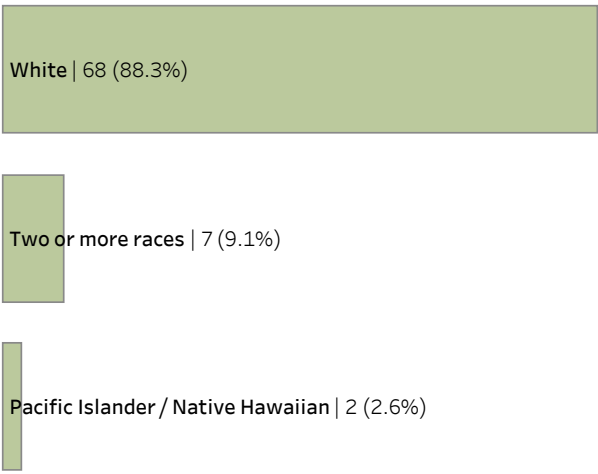 White | 68 (88.3%)
Two or more races | 7 (9.1%)
Pacific Islander / Native Hawaiian | 2 (2.6%)